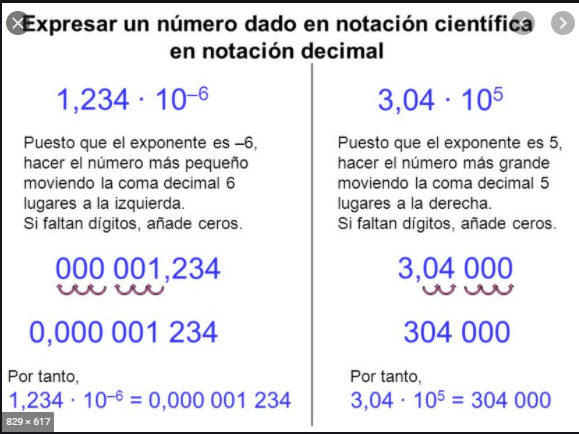 Expresar un número dado en notación científica
en notación decimal
1,234 · 10⁻⁶
Puesto que el exponente es –6,
hacer el número más pequeño
moviendo la coma decimal 6
lugares a la izquierda.
Si faltan dígitos, añade ceros.
000 001,234
0,000 001 234
Por tanto,
1,234 · 10⁻⁶ = 0,000 001 234
3,04 · 10⁵
Puesto que el exponente es 5,
hacer el número más grande
moviendo la coma decimal 5
lugares a la derecha.
Si faltan dígitos, añade ceros.
3,04 000
304 000
Por tanto,
3,04 · 10⁵ = 304 000
829 × 617